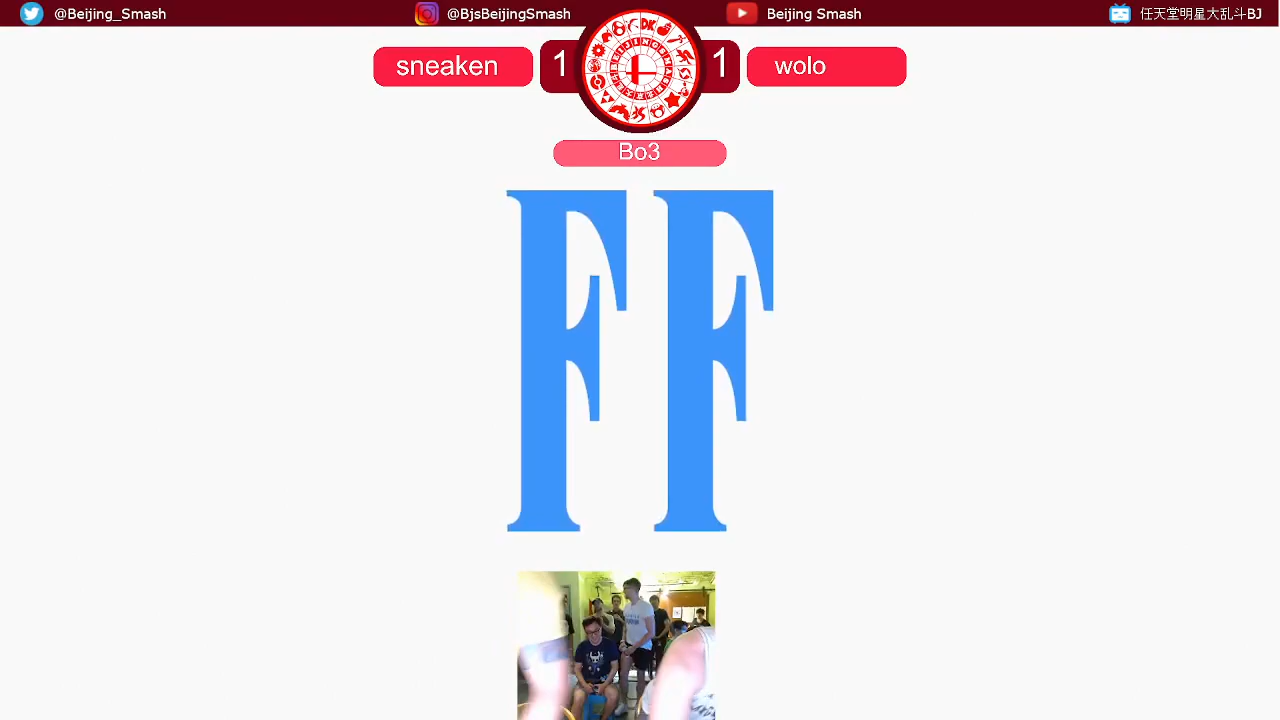 @Beijing_Smash
@BjsBeijingSmash
Beijing Smash
任天堂明星大乱斗BJ
sneaken
1
1
wolo
Bo3
FF